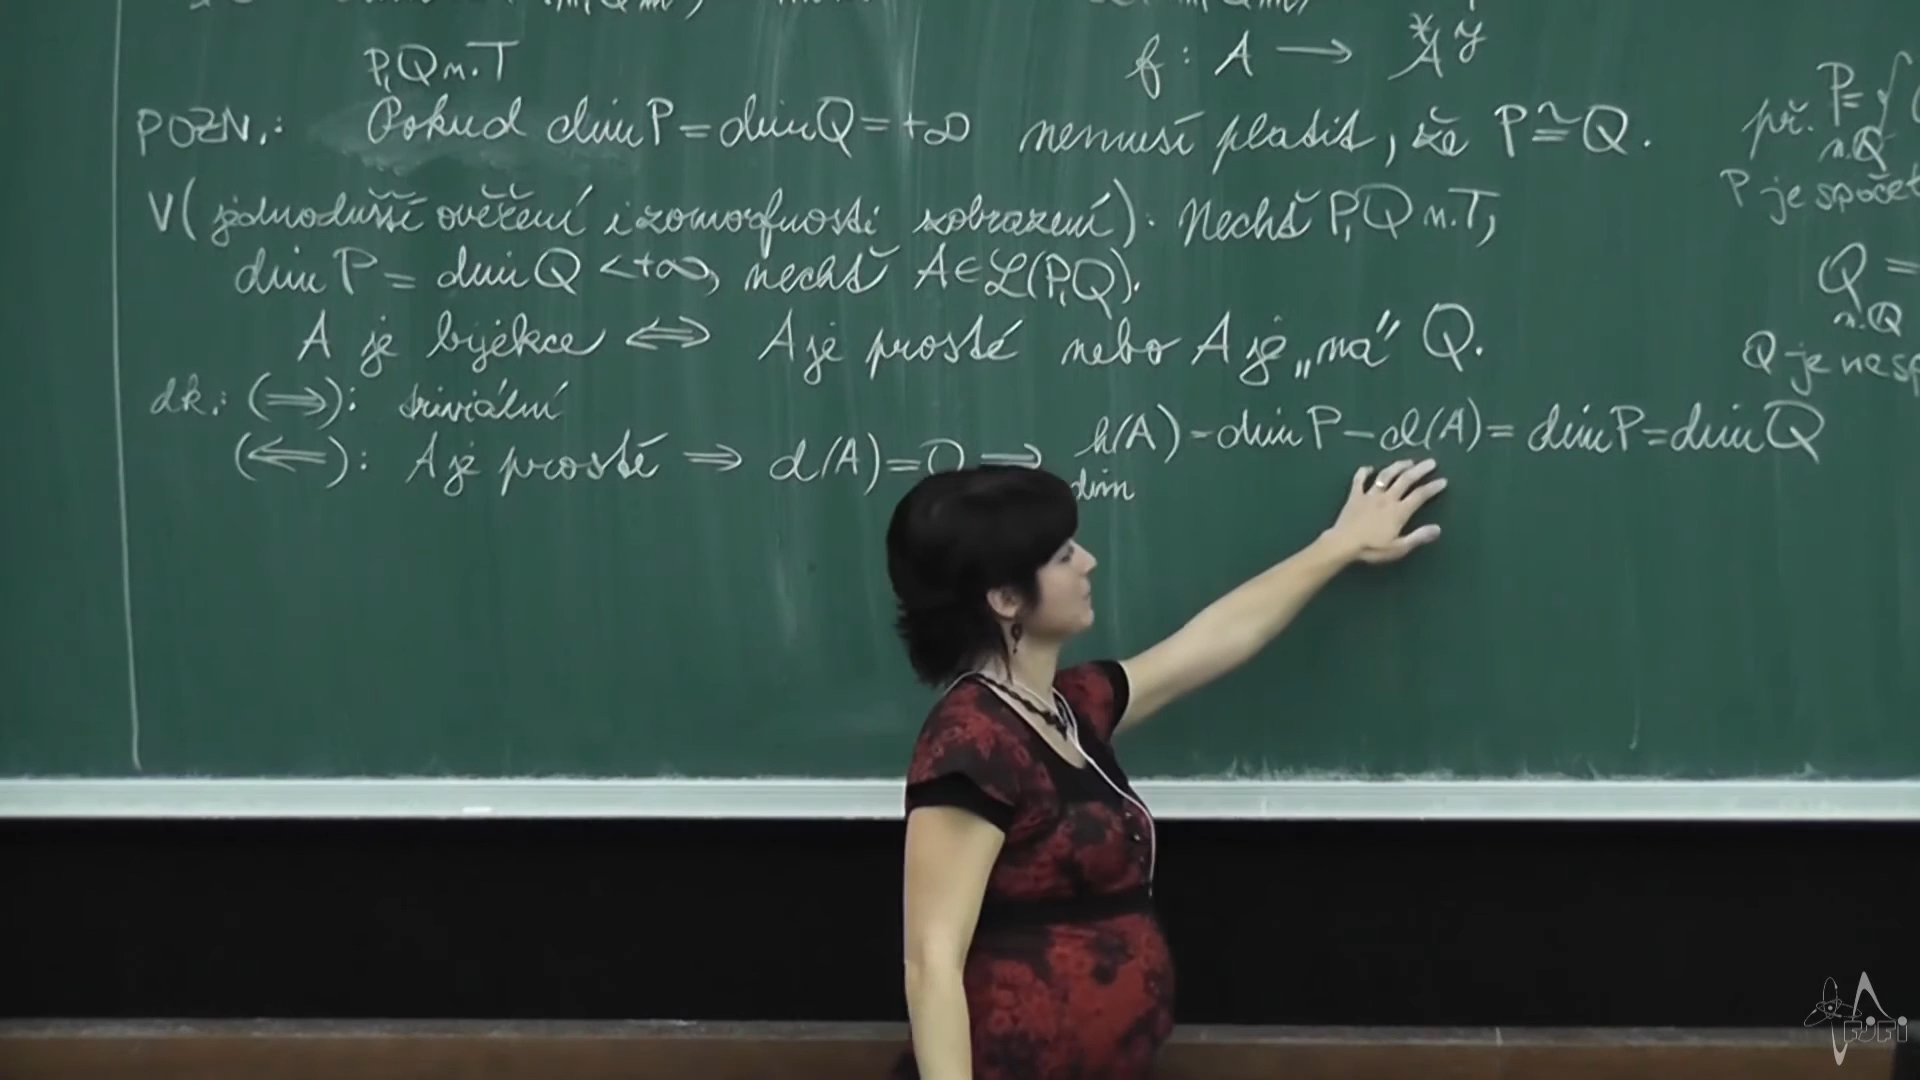 f : A → *A y
P,Q n.T
POZN.: Pokud dim P = dim Q = +∞ nemusí platit, že P ≅ Q.
V (jednodušší ověření izomorfnosti zobrazení): Nechť P,Q n.T,
dim P = dim Q < +∞, nechť A ∈ ℒ(P,Q).
A je bijekce ⟺ A je prosté nebo A je „na“ Q.
dk.: (⇒): triviální
(⇐): A je prosté ⇒ d(A) = 0 ⇒ h(A) = dim P − d(A) = dim P = dim Q
dim
př. P =
n.Q
P je spočet
Q =
n.Q
Q je nesp
FJFI